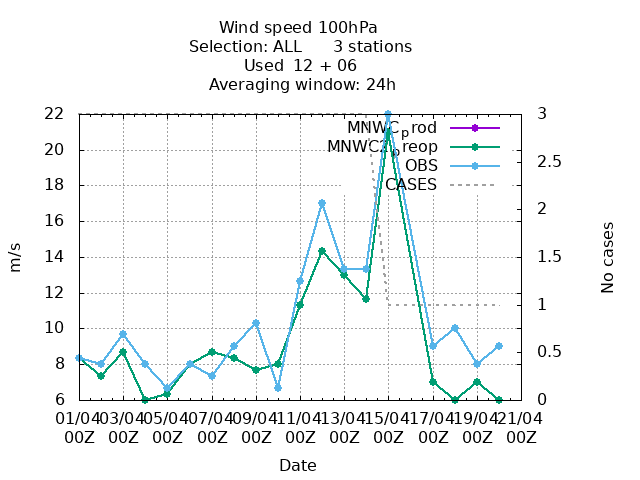 Wind speed 100hPa
Selection: ALL 3 stations
Used 12 + 06
Averaging window: 24h
MNWC_prod
OBS
CASES
22
20
18
16
14
12
10
8
6
3
2.5
2
1.5
1
0.5
0
m/s
No cases
01/04 03/04 05/04 07/04 09/04 11/04 13/04 15/04 17/04 19/04 21/04
00Z 00Z 00Z 00Z 00Z 00Z 00Z 00Z 00Z 00Z 00Z
Date